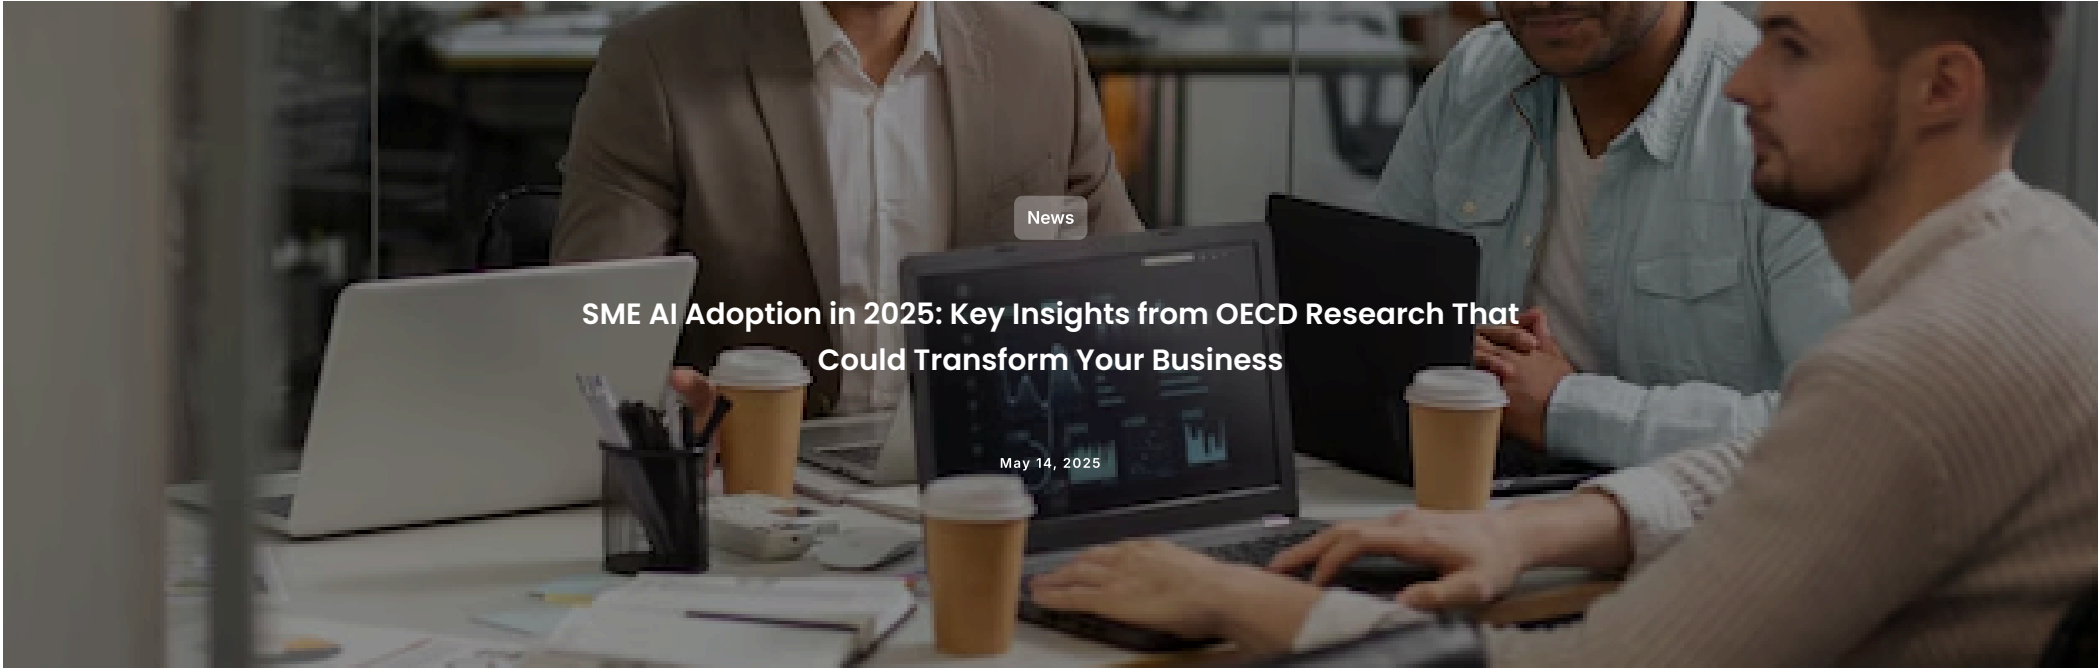 News
SME AI Adoption in 2025: Key Insights from OECD Research That
Could Transform Your Business
May 14, 2025